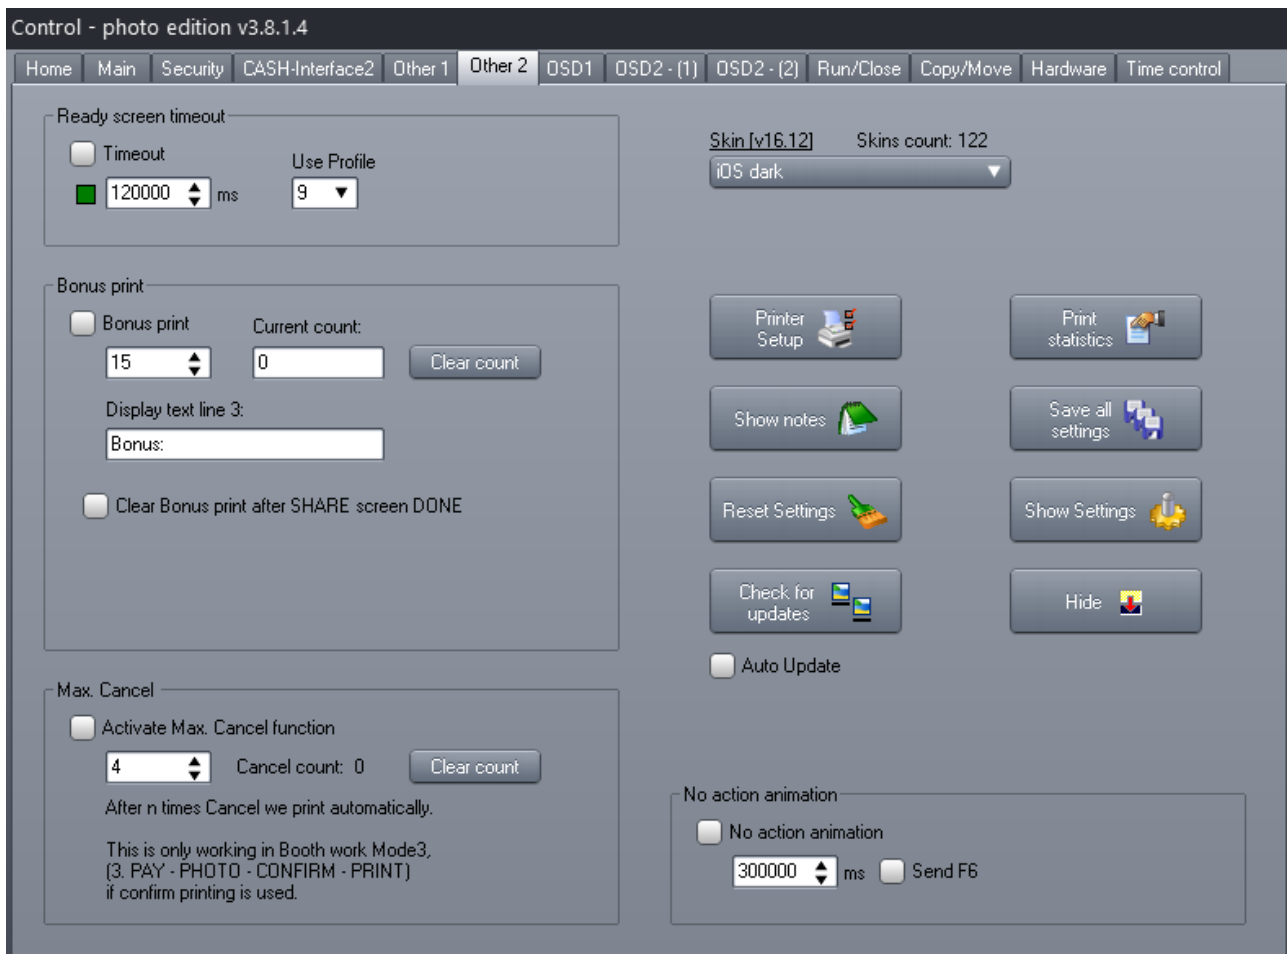 Control - photo edition v3.8.1.4
Home Main Security CASH-Interface2 Other 1 Other 2 OSD1 OSD2 - (1) OSD2 - (2) Run/Close Copy/Move Hardware Time control
Ready screen timeout
Timeout
Use Profile
120000 ms 9
Skin [v16.12] Skins count: 122
iOS dark
Bonus print
Bonus print Current count:
15 0 Clear count
Display text line 3:
Bonus:
Clear Bonus print after SHARE screen DONE
Printer
Setup
Print
statistics
Show notes
Save all
settings
Reset Settings
Show Settings
Check for
updates
Hide
Auto Update
Max. Cancel
Activate Max. Cancel function
4 Cancel count: 0 Clear count
After n times Cancel we print automatically.
This is only working in Booth work Mode3,
(3. PAY - PHOTO - CONFIRM - PRINT)
if confirm printing is used.
No action animation
No action animation
300000 ms Send F6